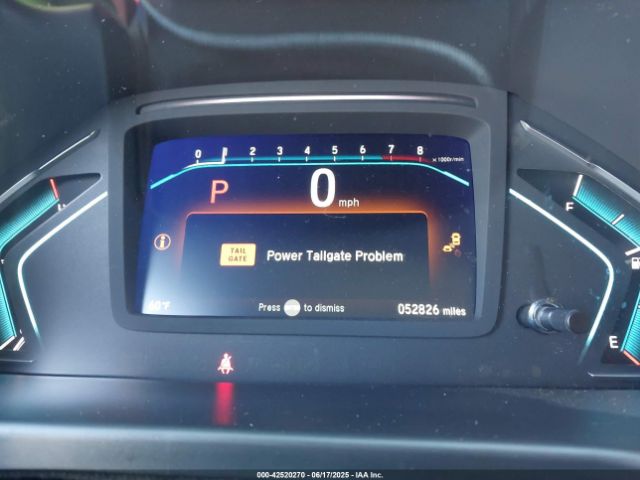 0 1 2 3 4 5 6 7 8 x1000r/min
P 0 mph
F
TAIL
GATE
Power Tailgate Problem
Press to dismiss
052826 miles
E
000-42520270 - 06/17/2025 - IAA Inc.